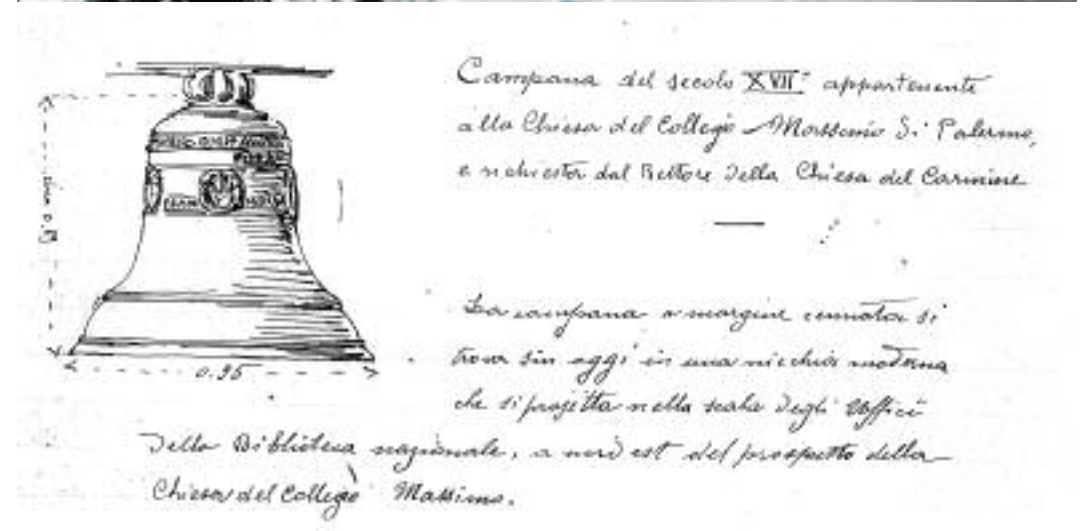 Campana del secolo XVII° appartenente
alla Chiesa del Collegio Massimo di Palermo,
e richiesta dal Rettore della Chiesa del Carmine
La campana a margine cennata si
trova sin oggi in una nicchia moderna
che si projetta nella scala degli Uffici
della Biblioteca nazionale, a nord est del prospetto della
Chiesa del Collegio Massimo.
0.95